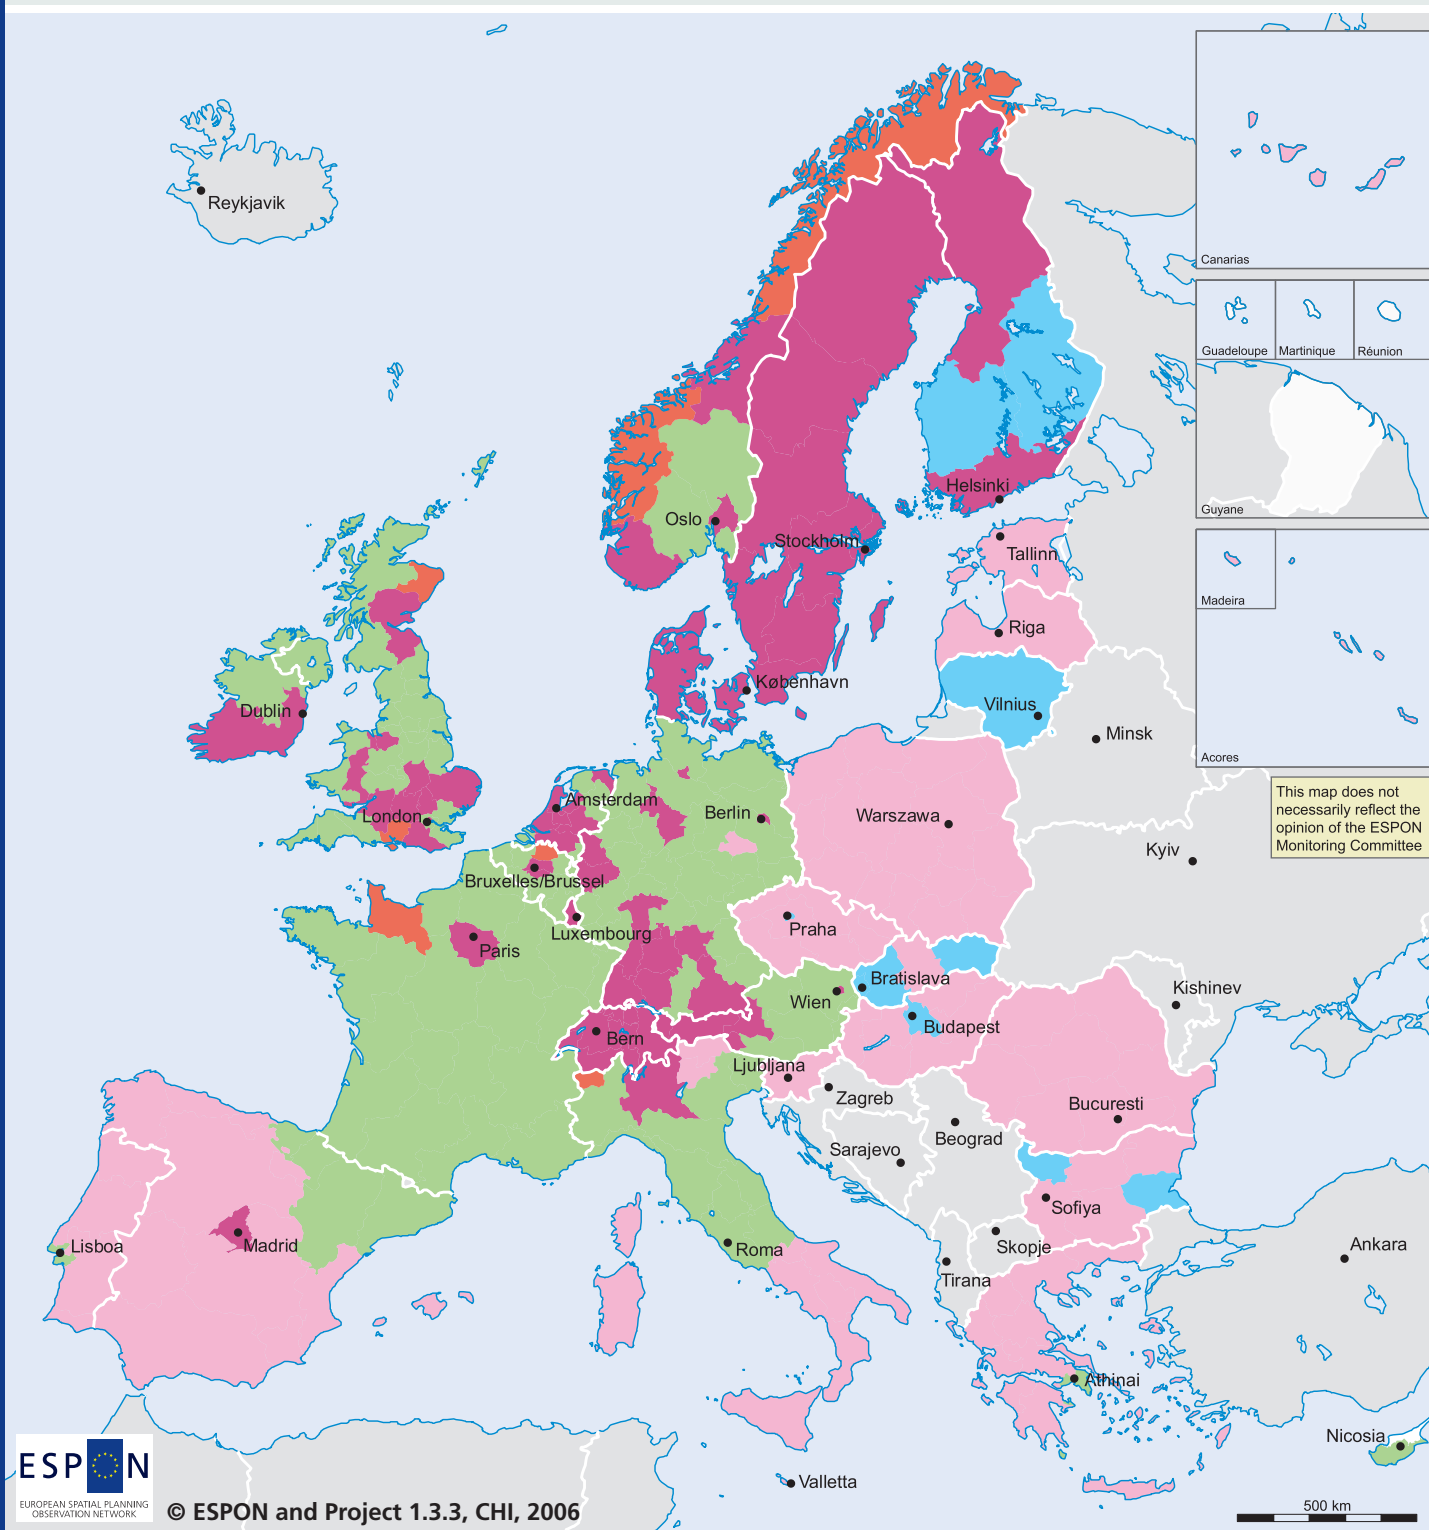 Reykjavik
Canarias
Guadeloupe
Martinique
Réunion
Guyane
Madeira
Acores
Oslo
Helsinki
Stockholm
Tallinn
Riga
København
Vilnius
Minsk
Dublin
London
Amsterdam
Berlin
Warszawa
Kyiv
This map does not
necessarily reflect the
opinion of the ESPON
Monitoring Committee
Bruxelles/Brussel
Luxembourg
Paris
Praha
Bratislava
Wien
Budapest
Kishinev
Bern
Ljubljana
Zagreb
Bucuresti
Beograd
Sarajevo
Sofiya
Skopje
Tirana
Lisboa
Madrid
Roma
Ankara
Athinai
Nicosia
Valletta
ESPON
EUROPEAN SPATIAL PLANNING
OBSERVATION NETWORK
© ESPON and Project 1.3.3, CHI, 2006
500 km